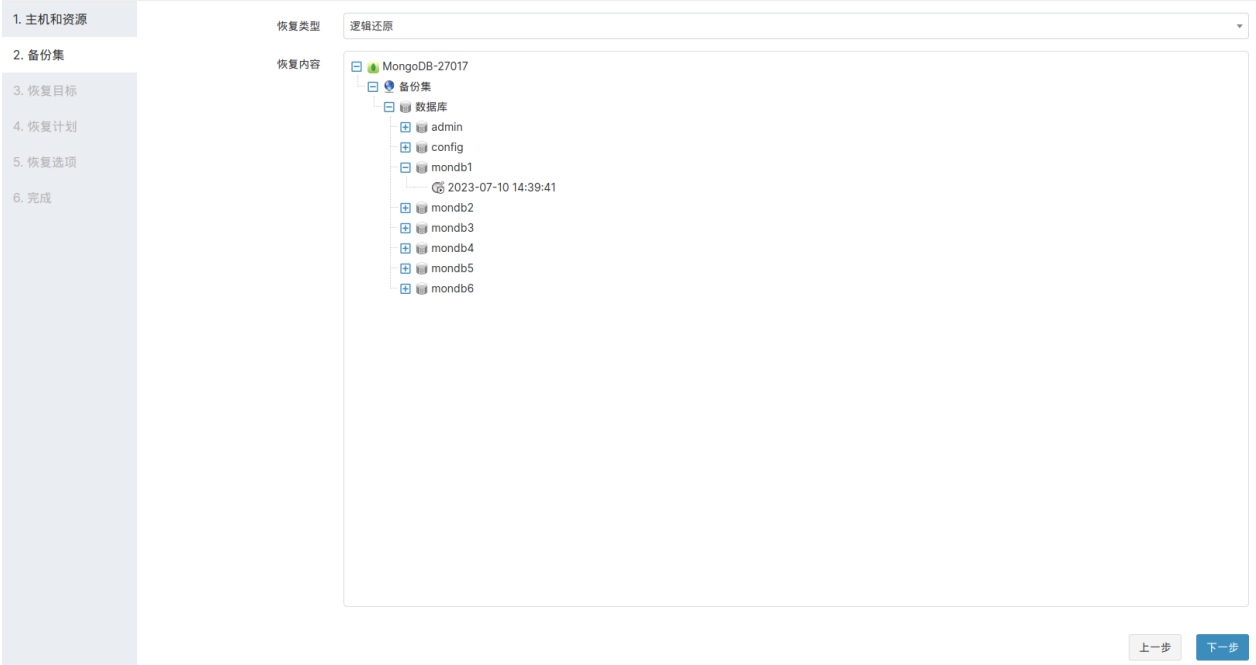 1. 主机和资源
2. 备份集
3. 恢复目标
4. 恢复计划
5. 恢复选项
6. 完成
恢复类型
逻辑还原
恢复内容
MongoDB-27017
备份集
数据库
admin
config
mondb1
2023-07-10 14:39:41
mondb2
mondb3
mondb4
mondb5
mondb6
上一步
下一步